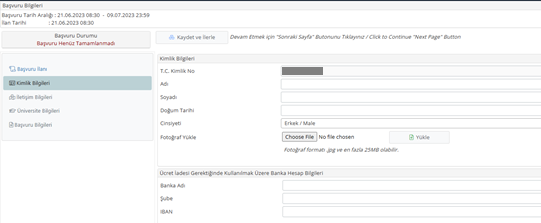 Başvuru Bilgileri
Başvuru Tarih Aralığı : 21.06.2023 08:30 - 09.07.2023 23:59
İlan Tarihi : 21.06.2023 08:30
Başvuru Durumu
Başvuru Henüz Tamamlanmadı
Kaydet ve İlerle
Devam Etmek için "Sonraki Sayfa" Butonunu Tıklayınız / Click to Continue "Next Page" Button
Başvuru İlanı
Kimlik Bilgileri
İletişim Bilgileri
Üniversite Bilgileri
Başvuru Bilgileri
Kimlik Bilgileri
T.C. Kimlik No
Adı
Soyadı
Doğum Tarihi
Cinsiyeti Erkek / Male
Fotoğraf Yükle Choose File No file chosen Yükle
Fotoğraf formatı .jpg ve en fazla 25MB olabilir.
Ücret İadesi Gerektiğinde Kullanılmak Üzere Banka Hesap Bilgileri
Banka Adı
Şube
IBAN